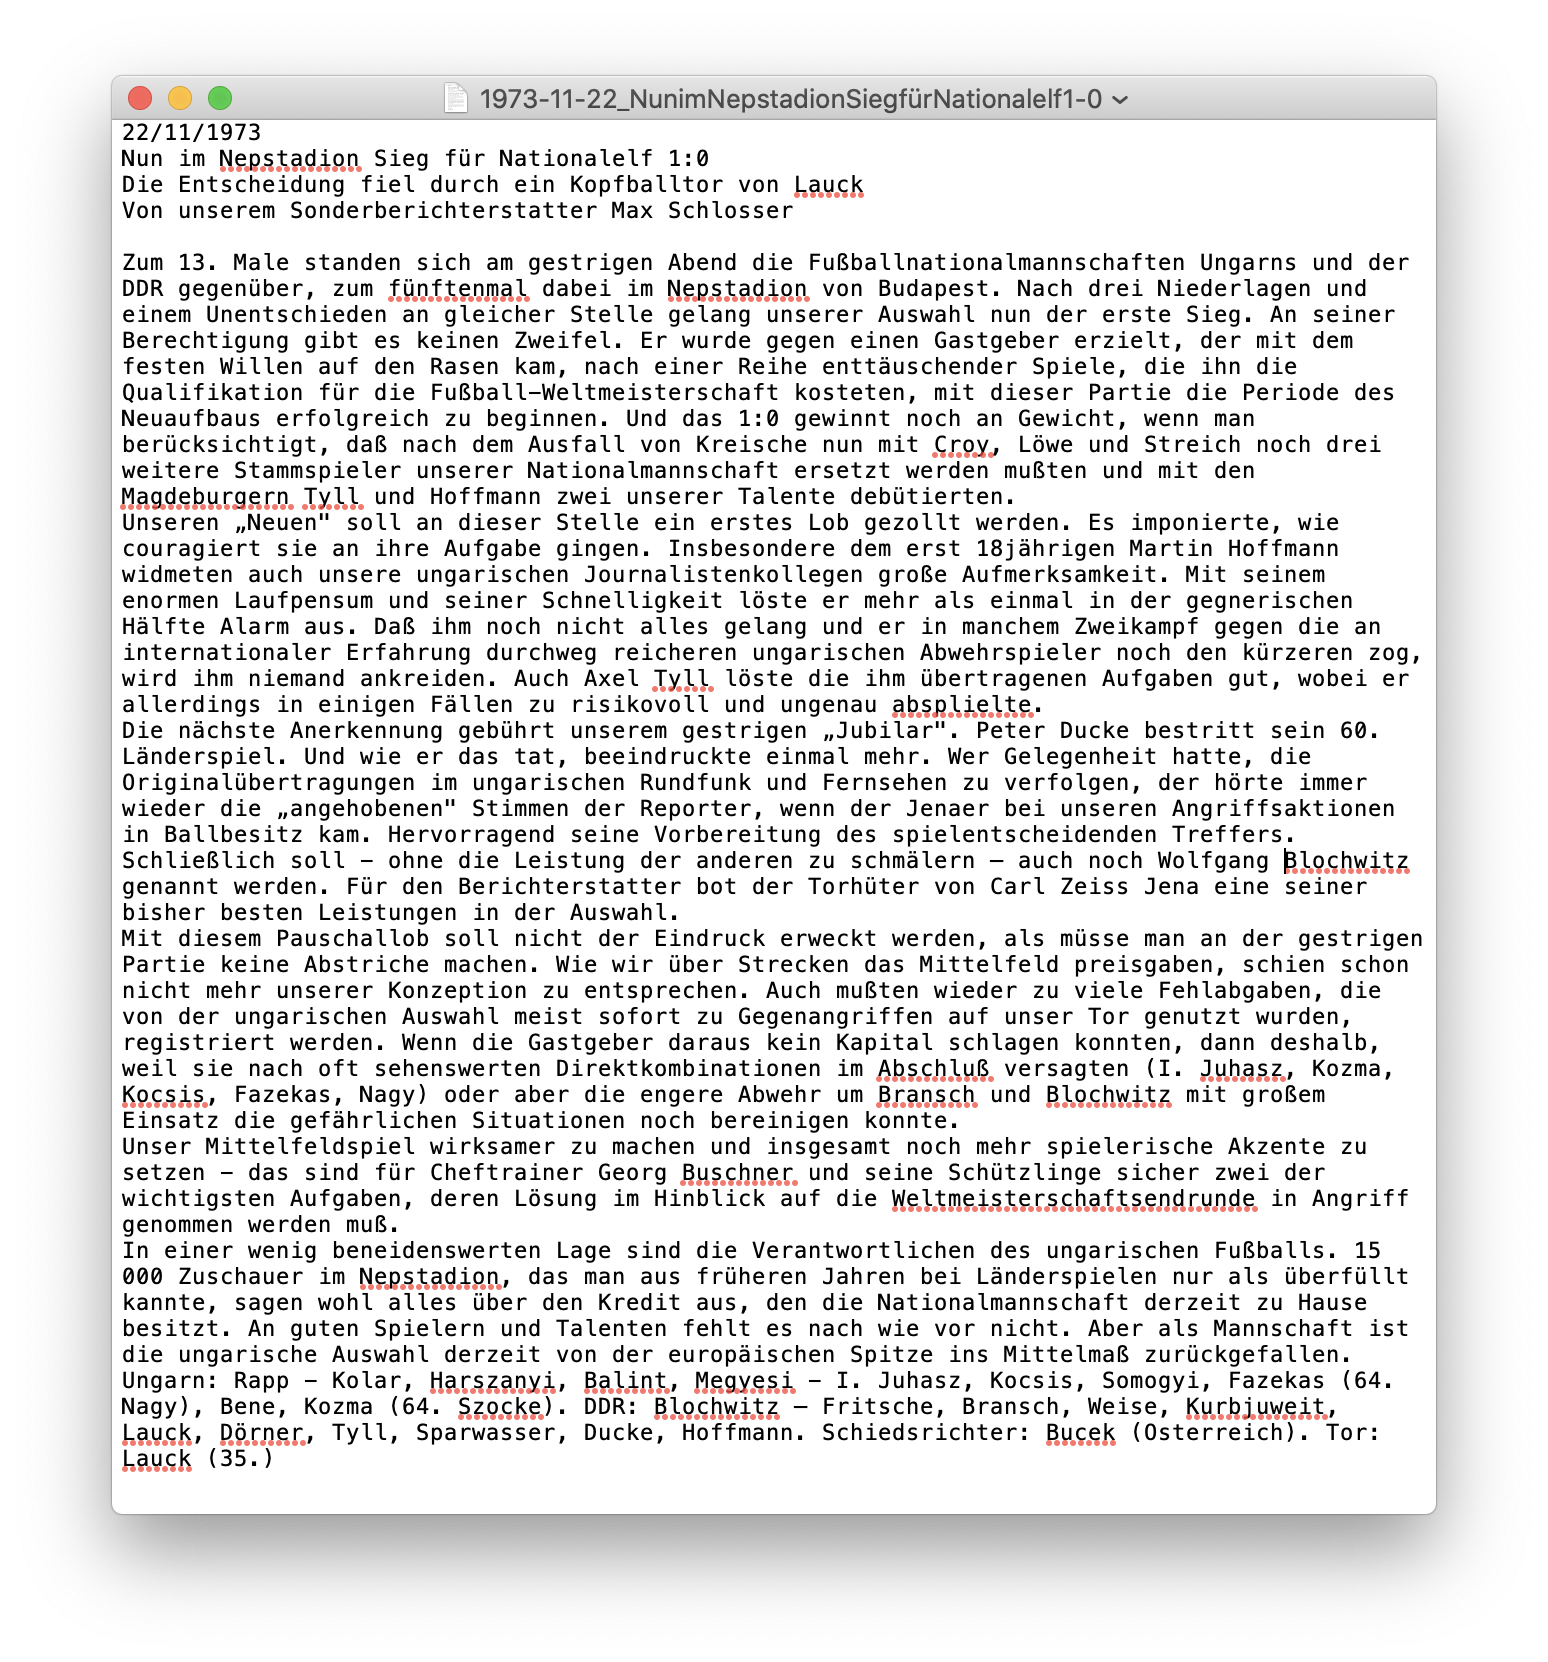 1973-11-22_NunimNepstadionSiegfürNationalelf1-0
22/11/1973
Nun im Nepstadion Sieg für Nationalelf 1:0
Die Entscheidung fiel durch ein Kopfballtor von Lauck
Von unserem Sonderberichterstatter Max Schlosser
Zum 13. Male standen sich am gestrigen Abend die Fußballnationalmannschaften Ungarns und der
DDR gegenüber, zum fünftenmal dabei im Nepstadion von Budapest. Nach drei Niederlagen und
einem Unentschieden an gleicher Stelle gelang unserer Auswahl nun der erste Sieg. An seiner
Berechtigung gibt es keinen Zweifel. Er wurde gegen einen Gastgeber erzielt, der mit dem
festen Willen auf den Rasen kam, nach einer Reihe enttäuschender Spiele, die ihn die
Qualifikation für die Fußball-Weltmeisterschaft kosteten, mit dieser Partie die Periode des
Neuaufbaus erfolgreich zu beginnen. Und das 1:0 gewinnt noch an Gewicht, wenn man
berücksichtigt, daß nach dem Ausfall von Kreische nun mit Croy, Löwe und Streich noch drei
weitere Stammspieler unserer Nationalmannschaft ersetzt werden mußten und mit den
Magdeburgern Tyll und Hoffmann zwei unserer Talente debütierten.
Unseren „Neuen" soll an dieser Stelle ein erstes Lob gezollt werden. Es imponierte, wie
couragiert sie an ihre Aufgabe gingen. Insbesondere dem erst 18jährigen Martin Hoffmann
widmeten auch unsere ungarischen Journalistenkollegen große Aufmerksamkeit. Mit seinem
enormen Laufpensum und seiner Schnelligkeit löste er mehr als einmal in der gegnerischen
Hälfte Alarm aus. Daß ihm noch nicht alles gelang und er in manchem Zweikampf gegen die an
internationaler Erfahrung durchweg reicheren ungarischen Abwehrspieler noch den kürzeren zog,
wird ihm niemand ankreiden. Auch Axel Tyll löste die ihm übertragenen Aufgaben gut, wobei er
allerdings in einigen Fällen zu risikovoll und ungenau absplielte.
Die nächste Anerkennung gebührt unserem gestrigen „Jubilar". Peter Ducke bestritt sein 60.
Länderspiel. Und wie er das tat, beeindruckte einmal mehr. Wer Gelegenheit hatte, die
Originalübertragungen im ungarischen Rundfunk und Fernsehen zu verfolgen, der hörte immer
wieder die „angehobenen" Stimmen der Reporter, wenn der Jenaer bei unseren Angriffsaktionen
in Ballbesitz kam. Hervorragend seine Vorbereitung des spielentscheidenden Treffers.
Schließlich soll – ohne die Leistung der anderen zu schmälern – auch noch Wolfgang Blochwitz
genannt werden. Für den Berichterstatter bot der Torhüter von Carl Zeiss Jena eine seiner
bisher besten Leistungen in der Auswahl.
Mit diesem Pauschallob soll nicht der Eindruck erweckt werden, als müsse man an der gestrigen
Partie keine Abstriche machen. Wie wir über Strecken das Mittelfeld preisgaben, schien schon
nicht mehr unserer Konzeption zu entsprechen. Auch mußten wieder zu viele Fehlabgaben, die
von der ungarischen Auswahl meist sofort zu Gegenangriffen auf unser Tor genutzt wurden,
registriert werden. Wenn die Gastgeber daraus kein Kapital schlagen konnten, dann deshalb,
weil sie nach oft sehenswerten Direktkombinationen im Abschluß versagten (I. Juhasz, Kozma,
Kocsis, Fazekas, Nagy) oder aber die engere Abwehr um Bransch und Blochwitz mit großem
Einsatz die gefährlichen Situationen noch bereinigen konnte.
Unser Mittelfeldspiel wirksamer zu machen und insgesamt noch mehr spielerische Akzente zu
setzen – das sind für Cheftrainer Georg Buschner und seine Schützlinge sicher zwei der
wichtigsten Aufgaben, deren Lösung im Hinblick auf die Weltmeisterschaftsendrunde in Angriff
genommen werden muß.
In einer wenig beneidenswerten Lage sind die Verantwortlichen des ungarischen Fußballs. 15
000 Zuschauer im Nepstadion, das man aus früheren Jahren bei Länderspielen nur als überfüllt
kannte, sagen wohl alles über den Kredit aus, den die Nationalmannschaft derzeit zu Hause
besitzt. An guten Spielern und Talenten fehlt es nach wie vor nicht. Aber als Mannschaft ist
die ungarische Auswahl derzeit von der europäischen Spitze ins Mittelmaß zurückgefallen.
Ungarn: Rapp – Kolar, Harszanyi, Balint, Megyesi – I. Juhasz, Kocsis, Somogyi, Fazekas (64.
Nagy), Bene, Kozma (64. Szocke). DDR: Blochwitz – Fritsche, Bransch, Weise, Kurbjuweit,
Lauck, Dörner, Tyll, Sparwasser, Ducke, Hoffmann. Schiedsrichter: Bucek (Osterreich). Tor:
Lauck (35.)